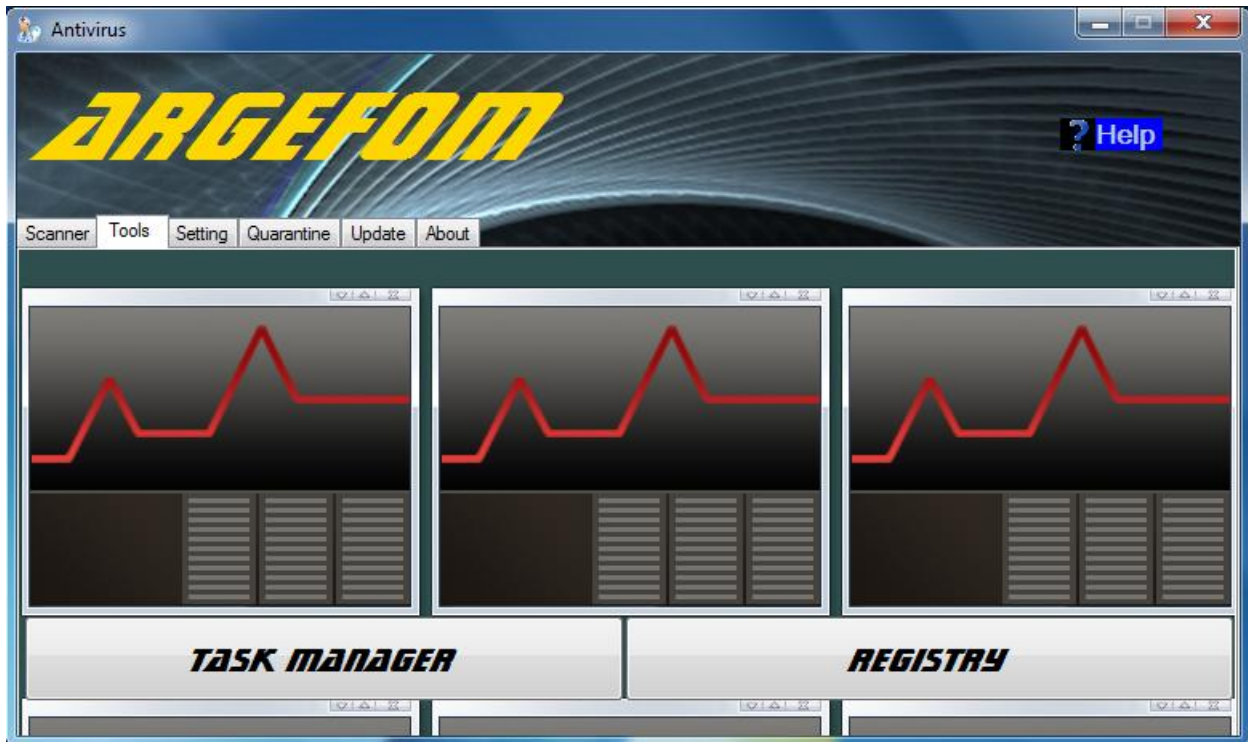 Antivirus
ARGEFOM
? Help
Scanner Tools Setting Quarantine Update About
TASK MANAGER REGISTRY